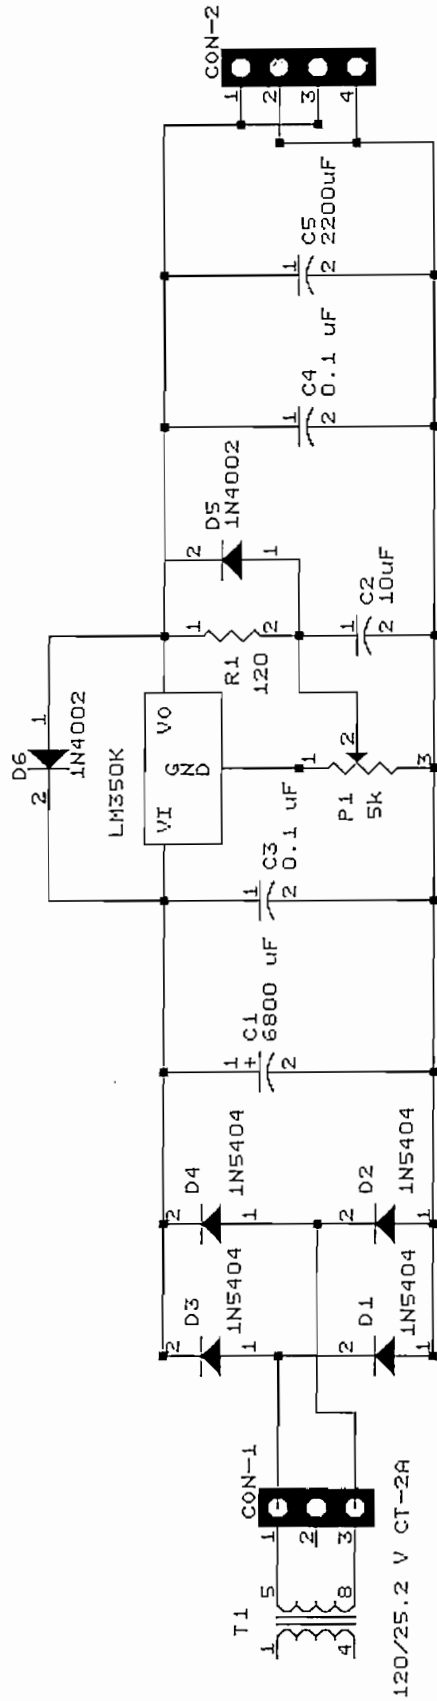 T1
1
4
5
8
120/25.2 V CT-2A
CON-1
1
2
3
D3
1N5404
2
1
D1
1N5404
2
1
D4
1N5404
2
1
D2
1N5404
2
1
C1
6800 uF
1
+
2
C3
0.1 uF
1
2
D6
1N4002
2
1
LM350K
VI
GND
VO
P1
5k
1
2
3
R1
120
1
2
D5
1N4002
2
1
C2
10uF
1
2
C4
0.1 uF
1
2
C5
2200uF
1
2
CON-2
1
2
3
4